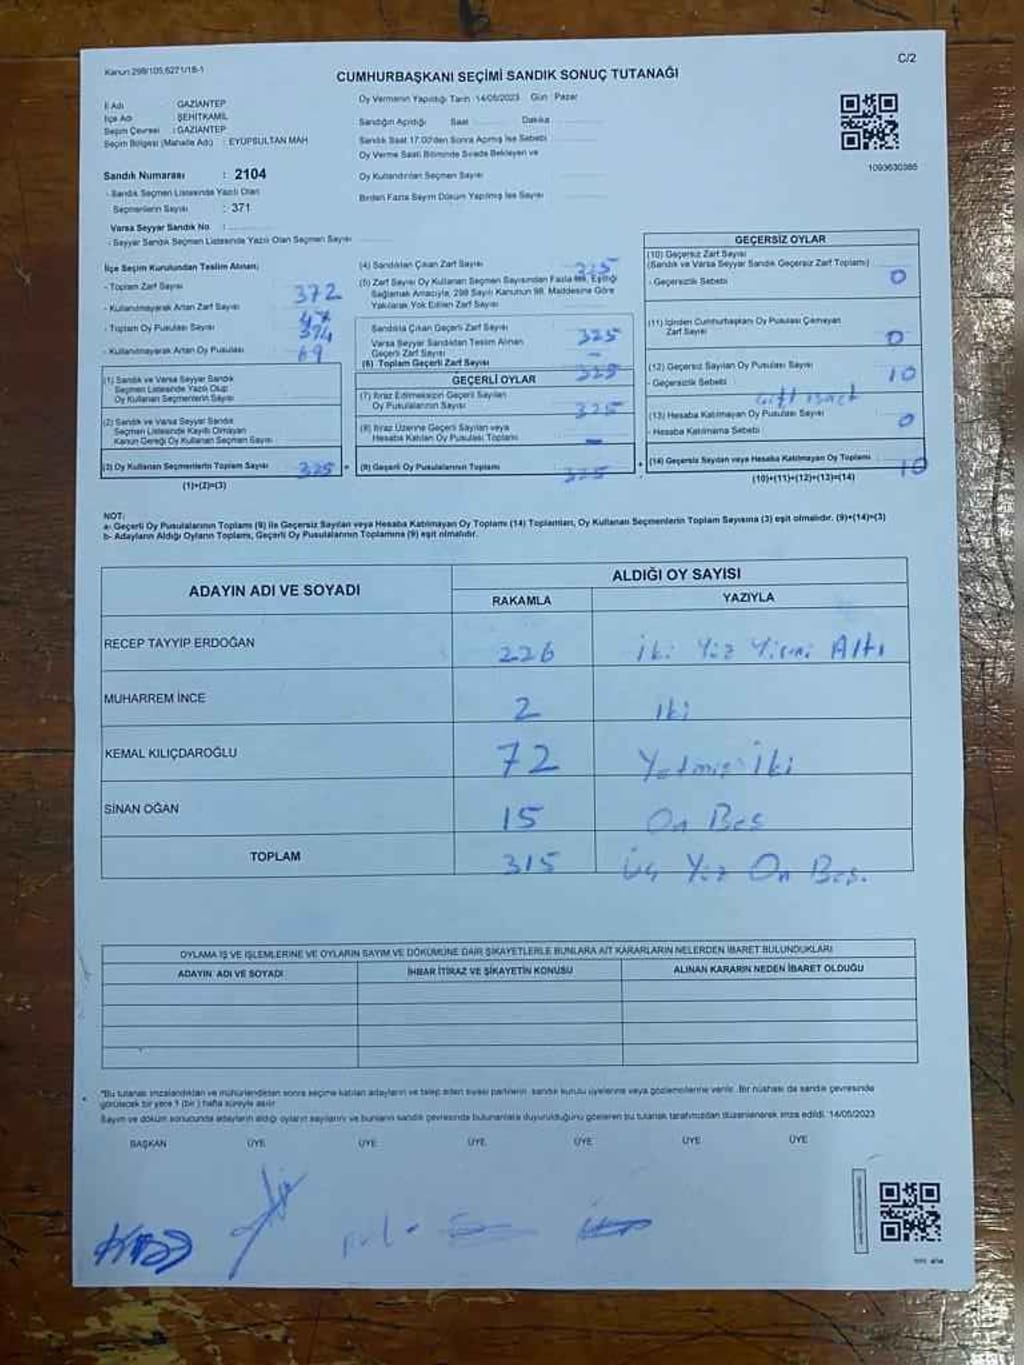 Kanun:298/105,6271/18-1
C/2
CUMHURBAŞKANI SEÇİMİ SANDIK SONUÇ TUTANAĞI
İl Adı : GAZİANTEP
İlçe Adı : ŞEHİTKAMİL
Seçim Çevresi : GAZİANTEP
Seçim Bölgesi (Mahalle Adı) : EYÜPSULTAN MAH
Sandık Numarası : 2104
- Sandık Seçmen Listesinde Yazılı Olan
Seçmenlerin Sayısı : 371
Varsa Seyyar Sandık No :
- Seyyar Sandık Seçmen Listesinde Yazılı Olan Seçmen Sayısı
Oy Vermenin Yapıldığı Tarih : 14/05/2023 Gün : Pazar
Sandığın Açıldığı Saat Dakika
Sandık Saat 17.00'den Sonra Açılmış İse Sebebi
Oy Verme Saati Bitiminde Sırada Bekleyen ve
Oy Kullandırılan Seçmen Sayısı
Birden Fazla Sayım Döküm Yapılmış İse Sayısı
1093630385
İlçe Seçim Kurulundan Teslim Alınan;
- Toplam Zarf Sayısı 372
- Kullanılmayarak Artan Zarf Sayısı
- Toplam Oy Pusulası Sayısı 374
- Kullanılmayarak Artan Oy Pusulası
(1) Sandık ve Varsa Seyyar Sandık
Seçmen Listesinde Yazılı Olup
Oy Kullanan Seçmenlerin Sayısı
(2) Sandık ve Varsa Seyyar Sandık
Seçmen Listesinde Kayıtlı Olmayan
Kanun Gereği Oy Kullanan Seçmen Sayısı
(3) Oy Kullanan Seçmenlerin Toplam Sayısı 325
(1)+(2)=(3)
(4) Sandıktan Çıkan Zarf Sayısı 325
(5) Zarf Sayısı Oy Kullanan Seçmen Sayısından Fazla ise, Eşitliği
Sağlamak Amacıyla, 298 Sayılı Kanunun 98. Maddesine Göre
Yakılarak Yok Edilen Zarf Sayısı
Sandıkta Çıkan Geçerli Zarf Sayısı 325
Varsa Seyyar Sandıktan Teslim Alınan
Geçerli Zarf Sayısı –
(6) Toplam Geçerli Zarf Sayısı 325
GEÇERLİ OYLAR
(7) İtiraz Edilmeksizin Geçerli Sayılan
Oy Pusulalarının Sayısı 325
(8) İtiraz Üzerine Geçerli Sayılan veya
Hesaba Katılan Oy Pusulası Toplamı –
(9) Geçerli Oy Pusulalarının Toplamı 325
GEÇERSİZ OYLAR
(10) Geçersiz Zarf Sayısı
(Sandık ve Varsa Seyyar Sandık Geçersiz Zarf Toplamı)
- Geçersizlik Sebebi 0
(11) İçinden Cumhurbaşkanı Oy Pusulası Çıkmayan
Zarf Sayısı 0
(12) Geçersiz Sayılan Oy Pusulası Sayısı 10
- Geçersizlik Sebebi
(13) Hesaba Katılmayan Oy Pusulası Sayısı 0
- Hesaba Katılmama Sebebi
(14) Geçersiz Sayılan veya Hesaba Katılmayan Oy Toplamı 10
(10)+(11)+(12)+(13)=(14)
NOT:
a- Geçerli Oy Pusulalarının Toplamı (9) ile Geçersiz Sayılan veya Hesaba Katılmayan Oy Toplamı (14) Toplamları, Oy Kullanan Seçmenlerin Toplam Sayısına (3) eşit olmalıdır. (9)+(14)=(3)
b- Adayların Aldığı Oyların Toplamı, Geçerli Oy Pusulalarının Toplamına (9) eşit olmalıdır.
ADAYIN ADI VE SOYADI ALDIĞI OY SAYISI
RAKAMLA YAZIYLA
RECEP TAYYİP ERDOĞAN 226 İki Yüz Yirmi Altı
MUHARREM İNCE 2 İki
KEMAL KILIÇDAROĞLU 72 Yetmiş İki
SİNAN OĞAN 15 On Beş
TOPLAM 315 Üç Yüz On Beş.
OYLAMA İŞ VE İŞLEMLERİNE VE OYLARIN SAYIM VE DÖKÜMÜNE DAİR ŞİKAYETLERLE BUNLARA AİT KARARLARIN NELERDEN İBARET BULUNDUKLARI
ADAYIN ADI VE SOYADI İHBAR İTİRAZ VE ŞİKAYETİN KONUSU ALINAN KARARIN NEDEN İBARET OLDUĞU
"Bu tutanak imzalandıktan ve mühürlendikten sonra seçime katılan adayların ve talep eden siyasi partilerin sandık kurulu üyelerine veya gözlemcilerine verilir. Bir nüshası da sandık çevresinde
görülecek bir yere 1 (bir) hafta süreyle asılır.
Sayım ve döküm sonucunda adayların aldığı oyların sayılarını ve bunların sandık çevresinde bulunanlara duyurulduğunu gösteren bu tutanak tarafımızdan düzenlenerek imza edildi. 14/05/2023
BAŞKAN ÜYE ÜYE ÜYE ÜYE ÜYE ÜYE